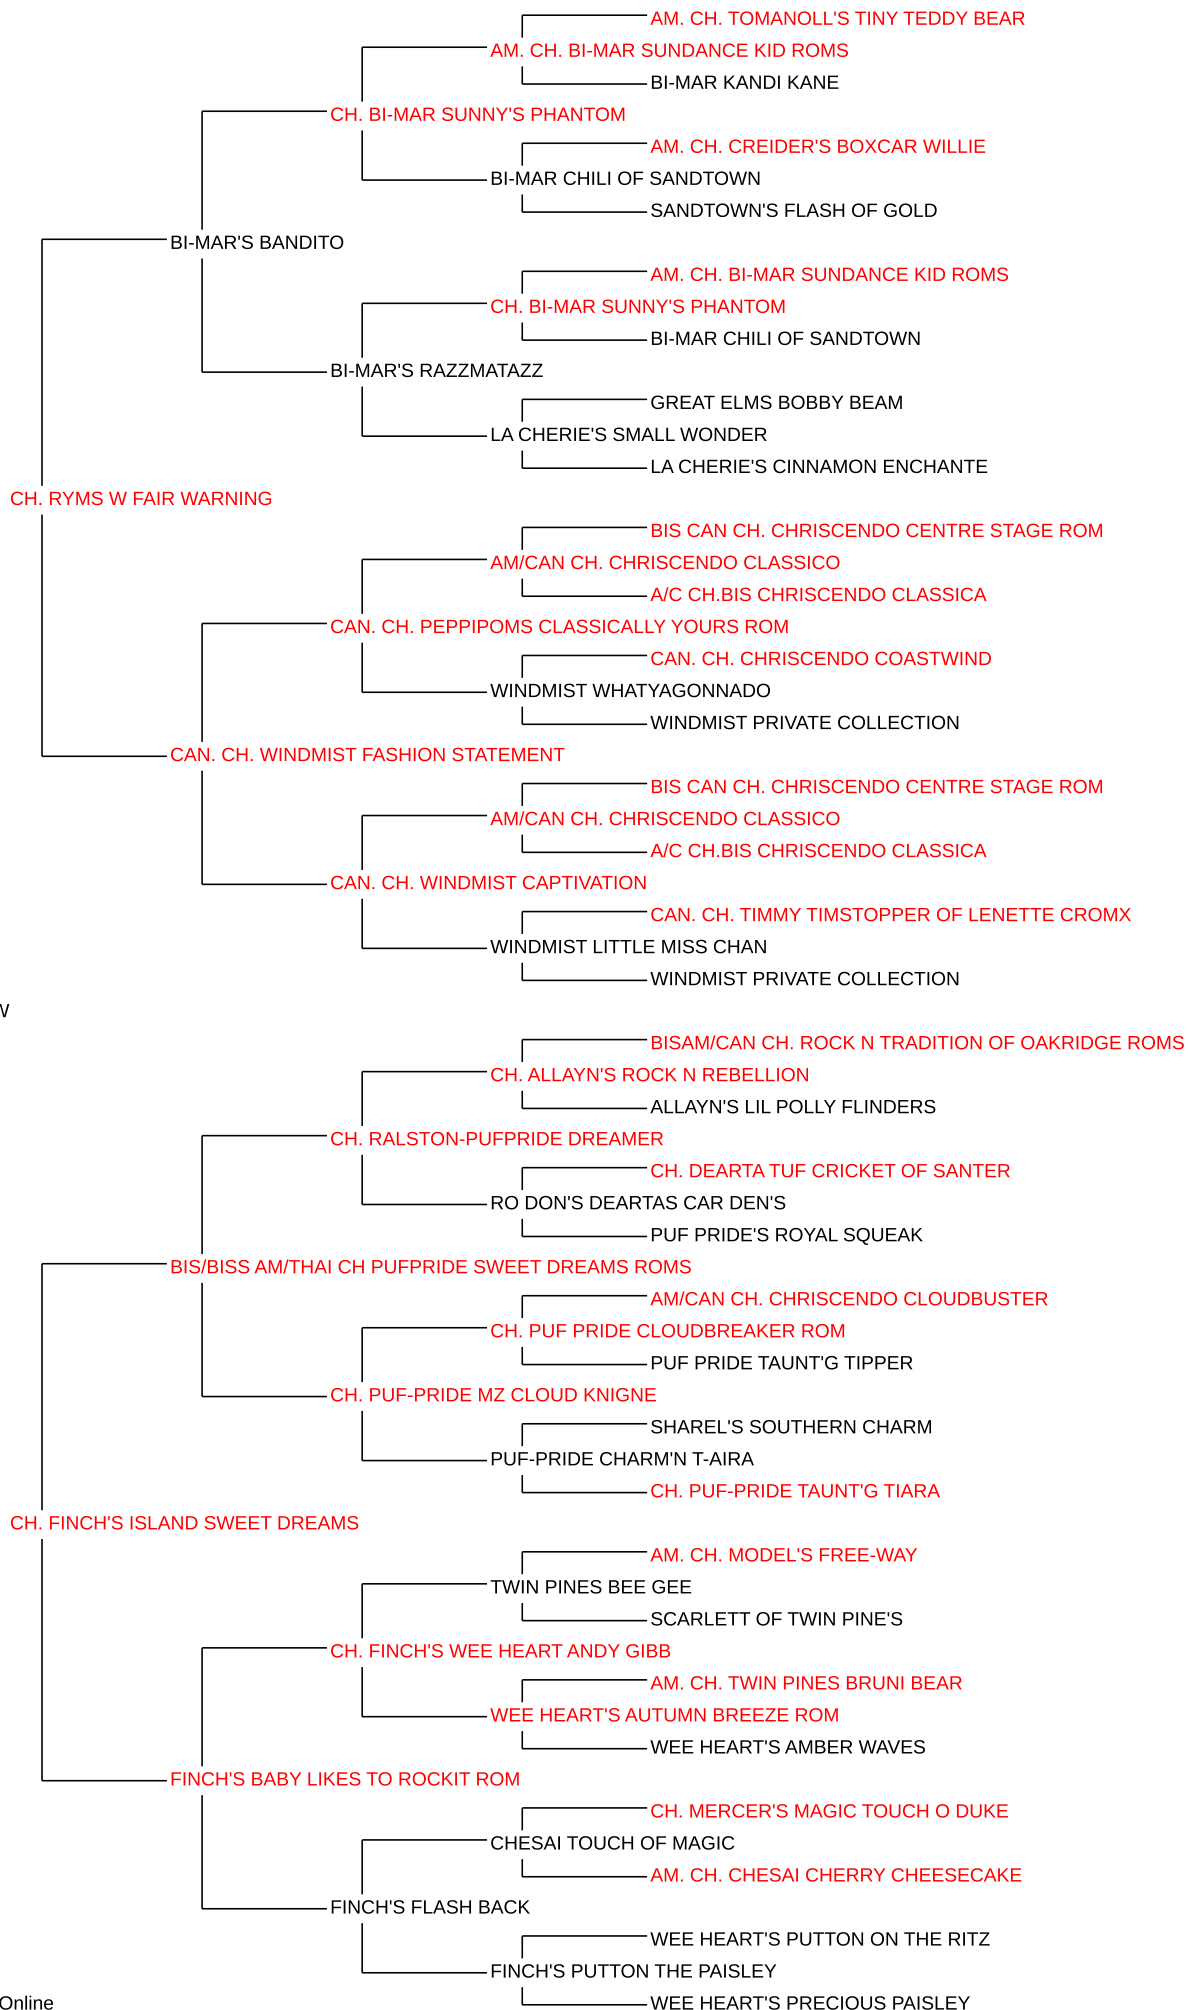 AM. CH. TOMANOLL'S TINY TEDDY BEAR
AM. CH. BI-MAR SUNDANCE KID ROMS
BI-MAR KANDI KANE
CH. BI-MAR SUNNY'S PHANTOM
AM. CH. CREIDER'S BOXCAR WILLIE
BI-MAR CHILI OF SANDTOWN
SANDTOWN'S FLASH OF GOLD
BI-MAR'S BANDITO
AM. CH. BI-MAR SUNDANCE KID ROMS
CH. BI-MAR SUNNY'S PHANTOM
BI-MAR CHILI OF SANDTOWN
BI-MAR'S RAZZMATAZZ
GREAT ELMS BOBBY BEAM
LA CHERIE'S SMALL WONDER
LA CHERIE'S CINNAMON ENCHANTE
CH. RYMS W FAIR WARNING
BIS CAN CH. CHRISCENDO CENTRE STAGE ROM
AM/CAN CH. CHRISCENDO CLASSICO
A/C CH.BIS CHRISCENDO CLASSICA
CAN. CH. PEPPIPOMS CLASSICALLY YOURS ROM
CAN. CH. CHRISCENDO COASTWIND
WINDMIST WHATYAGONNADO
WINDMIST PRIVATE COLLECTION
CAN. CH. WINDMIST FASHION STATEMENT
BIS CAN CH. CHRISCENDO CENTRE STAGE ROM
AM/CAN CH. CHRISCENDO CLASSICO
A/C CH.BIS CHRISCENDO CLASSICA
CAN. CH. WINDMIST CAPTIVATION
CAN. CH. TIMMY TIMSTOPPER OF LENETTE CROMX
WINDMIST LITTLE MISS CHAN
WINDMIST PRIVATE COLLECTION
BISAM/CAN CH. ROCK N TRADITION OF OAKRIDGE ROMS
CH. ALLAYN'S ROCK N REBELLION
ALLAYN'S LIL POLLY FLINDERS
CH. RALSTON-PUFPRIDE DREAMER
CH. DEARTA TUF CRICKET OF SANTER
RO DON'S DEARTAS CAR DEN'S
PUF PRIDE'S ROYAL SQUEAK
BIS/BISS AM/THAI CH PUFPRIDE SWEET DREAMS ROMS
AM/CAN CH. CHRISCENDO CLOUDBUSTER
CH. PUF PRIDE CLOUDBREAKER ROM
PUF PRIDE TAUNT'G TIPPER
CH. PUF-PRIDE MZ CLOUD KNIGNE
SHAREL'S SOUTHERN CHARM
PUF-PRIDE CHARM'N T-AIRA
CH. PUF-PRIDE TAUNT'G TIARA
CH. FINCH'S ISLAND SWEET DREAMS
AM. CH. MODEL'S FREE-WAY
TWIN PINES BEE GEE
SCARLETT OF TWIN PINE'S
CH. FINCH'S WEE HEART ANDY GIBB
AM. CH. TWIN PINES BRUNI BEAR
WEE HEART'S AUTUMN BREEZE ROM
WEE HEART'S AMBER WAVES
FINCH'S BABY LIKES TO ROCKIT ROM
CH. MERCER'S MAGIC TOUCH O DUKE
CHESAI TOUCH OF MAGIC
AM. CH. CHESAI CHERRY CHEESECAKE
FINCH'S FLASH BACK
WEE HEART'S PUTTON ON THE RITZ
FINCH'S PUTTON THE PAISLEY
Online
WEE HEART'S PRECIOUS PAISLEY